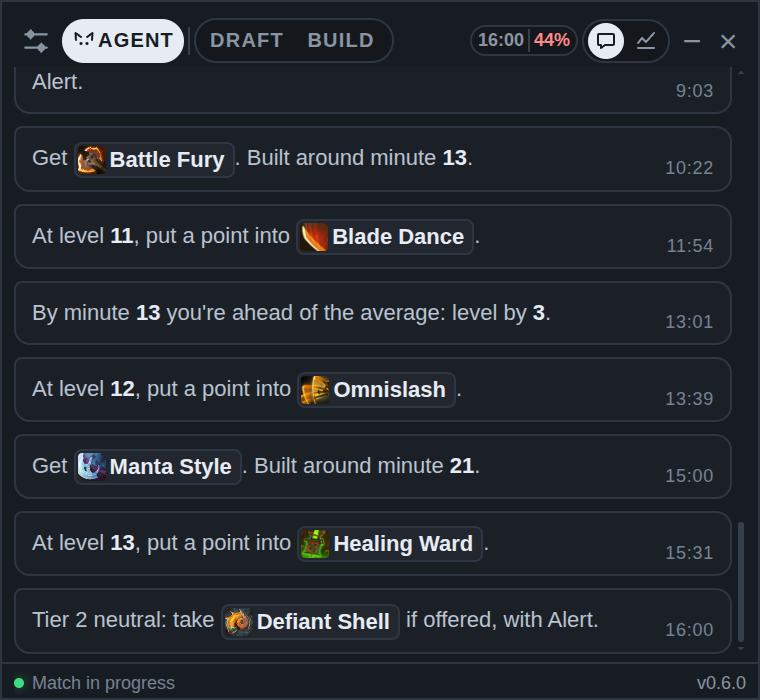 AGENT DRAFT BUILD 16:00 44%
Alert.
9:03
Get Battle Fury. Built around minute 13.
10:22
At level 11, put a point into Blade Dance.
11:54
By minute 13 you're ahead of the average: level by 3.
13:01
At level 12, put a point into Omnislash.
13:39
Get Manta Style. Built around minute 21.
15:00
At level 13, put a point into Healing Ward.
15:31
Tier 2 neutral: take Defiant Shell if offered, with Alert.
16:00
Match in progress v0.6.0